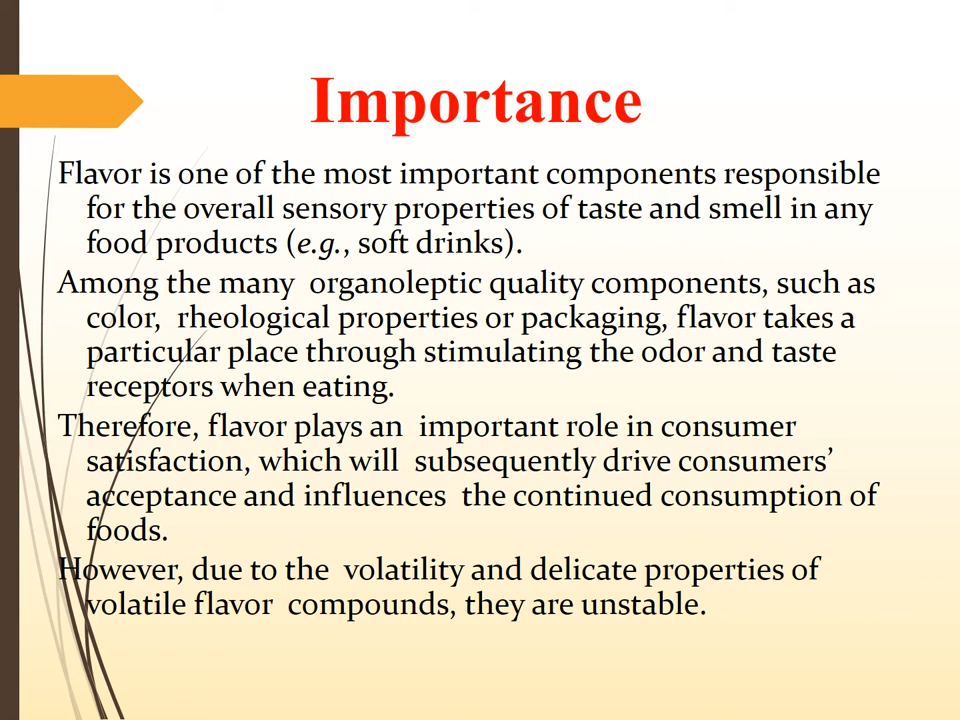 Importance
Flavor is one of the most important components responsible
for the overall sensory properties of taste and smell in any
food products (e.g., soft drinks).
Among the many organoleptic quality components, such as
color, rheological properties or packaging, flavor takes a
particular place through stimulating the odor and taste
receptors when eating.
Therefore, flavor plays an important role in consumer
satisfaction, which will subsequently drive consumers’
acceptance and influences the continued consumption of
foods.
However, due to the volatility and delicate properties of
volatile flavor compounds, they are unstable.